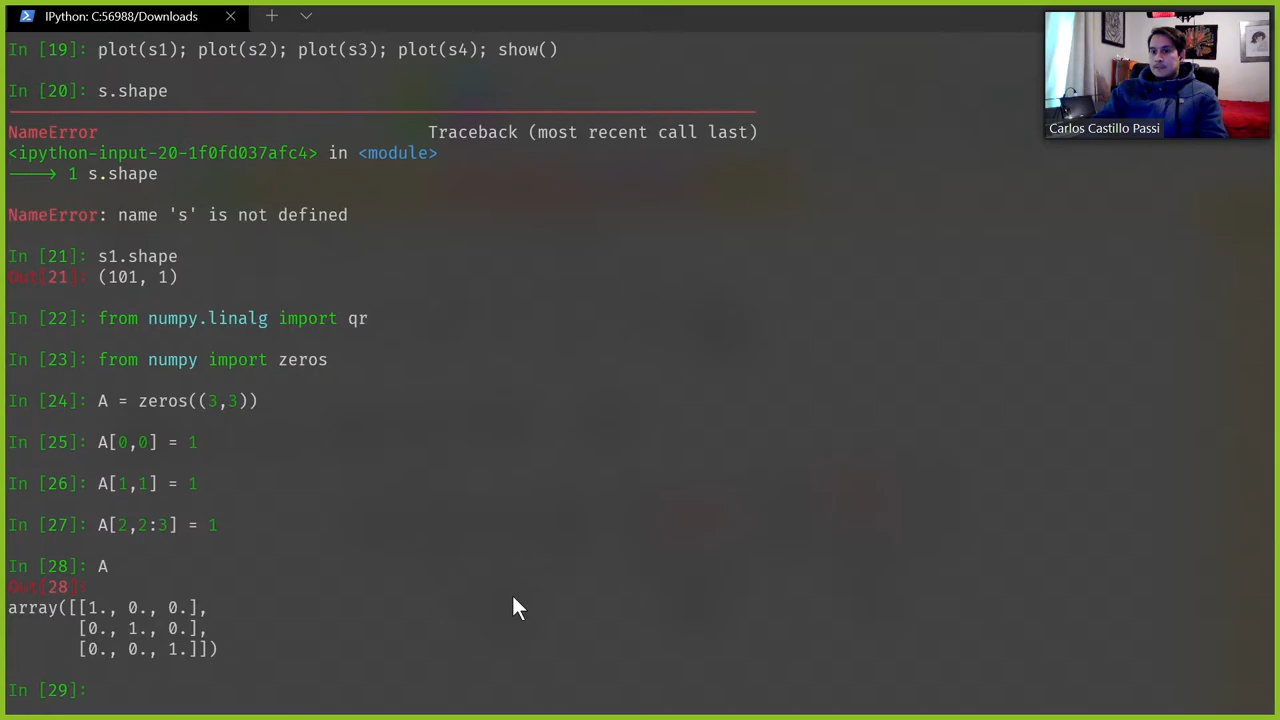 IPython: C:56988/Downloads
In [19]: plot(s1); plot(s2); plot(s3); plot(s4); show()
In [20]: s.shape
NameError Traceback (most recent call last)
<ipython-input-20-1f0fd037afc4> in <module>
⟶ 1 s.shape
NameError: name 's' is not defined
In [21]: s1.shape
Out[21]: (101, 1)
In [22]: from numpy.linalg import qr
In [23]: from numpy import zeros
In [24]: A = zeros((3,3))
In [25]: A[0,0] = 1
In [26]: A[1,1] = 1
In [27]: A[2,2:3] = 1
In [28]: A
Out[28]:
array([[1., 0., 0.],
       [0., 1., 0.],
       [0., 0., 1.]])
In [29]:
Carlos Castillo Passi